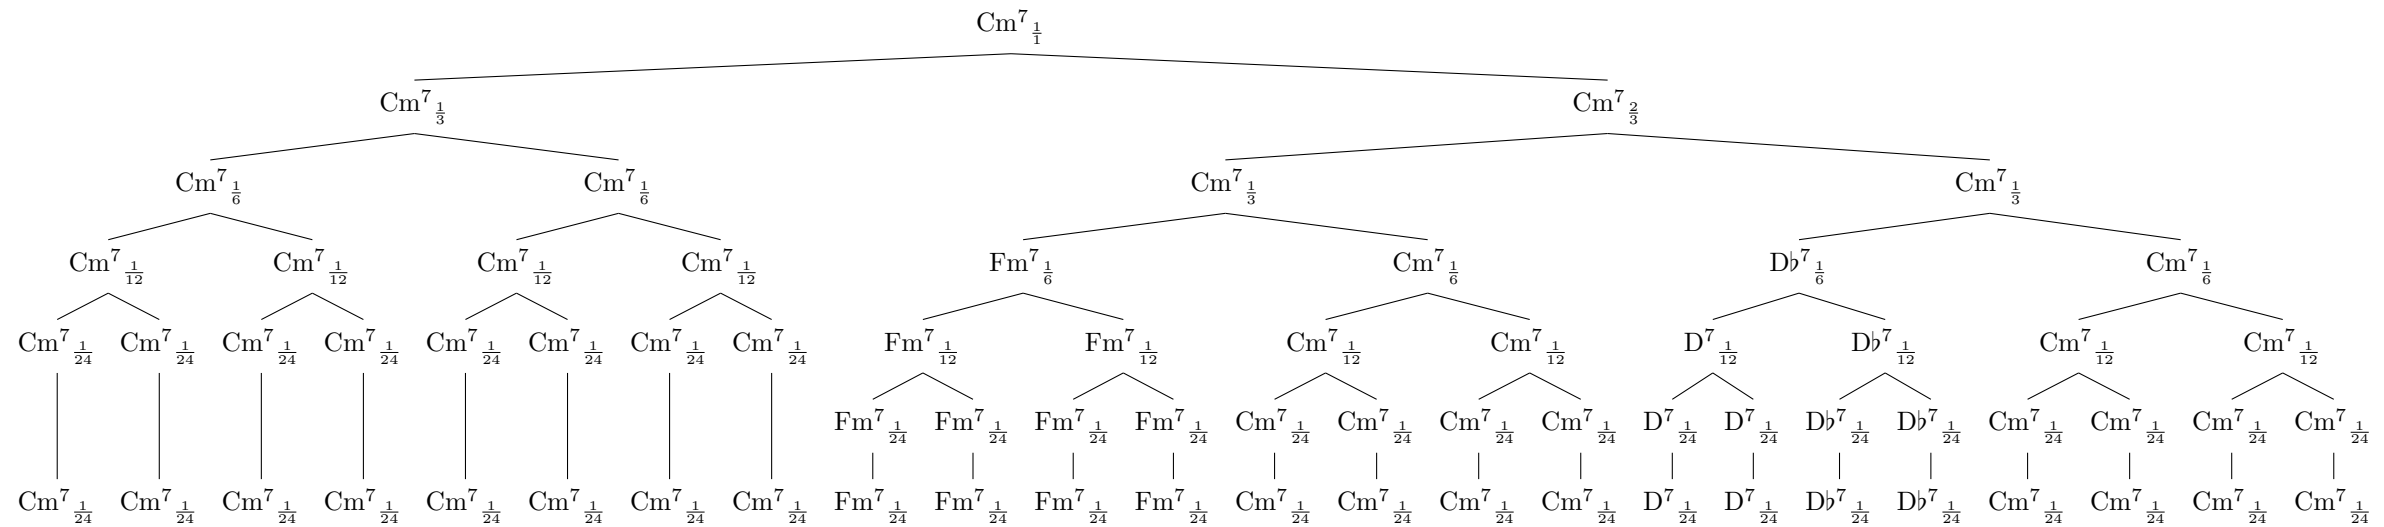 Cm⁷ 1/1
Cm⁷ 1/3 Cm⁷ 2/3
Cm⁷ 1/6 Cm⁷ 1/6 Cm⁷ 1/3 Cm⁷ 1/3
Cm⁷ 1/12 Cm⁷ 1/12 Cm⁷ 1/12 Cm⁷ 1/12 Fm⁷ 1/6 Cm⁷ 1/6 D♭⁷ 1/6 Cm⁷ 1/6
Cm⁷ 1/24 Cm⁷ 1/24 Cm⁷ 1/24 Cm⁷ 1/24 Cm⁷ 1/24 Cm⁷ 1/24 Cm⁷ 1/24 Cm⁷ 1/24 Fm⁷ 1/12 Fm⁷ 1/12 Cm⁷ 1/12 Cm⁷ 1/12 D⁷ 1/12 D♭⁷ 1/12 Cm⁷ 1/12 Cm⁷ 1/12
Fm⁷ 1/24 Fm⁷ 1/24 Fm⁷ 1/24 Fm⁷ 1/24 Cm⁷ 1/24 Cm⁷ 1/24 Cm⁷ 1/24 Cm⁷ 1/24 D⁷ 1/24 D⁷ 1/24 D♭⁷ 1/24 D♭⁷ 1/24 Cm⁷ 1/24 Cm⁷ 1/24 Cm⁷ 1/24 Cm⁷ 1/24
Cm⁷ 1/24 Cm⁷ 1/24 Cm⁷ 1/24 Cm⁷ 1/24 Cm⁷ 1/24 Cm⁷ 1/24 Cm⁷ 1/24 Cm⁷ 1/24 Fm⁷ 1/24 Fm⁷ 1/24 Fm⁷ 1/24 Fm⁷ 1/24 Cm⁷ 1/24 Cm⁷ 1/24 Cm⁷ 1/24 Cm⁷ 1/24 D⁷ 1/24 D⁷ 1/24 D♭⁷ 1/24 D♭⁷ 1/24 Cm⁷ 1/24 Cm⁷ 1/24 Cm⁷ 1/24 Cm⁷ 1/24